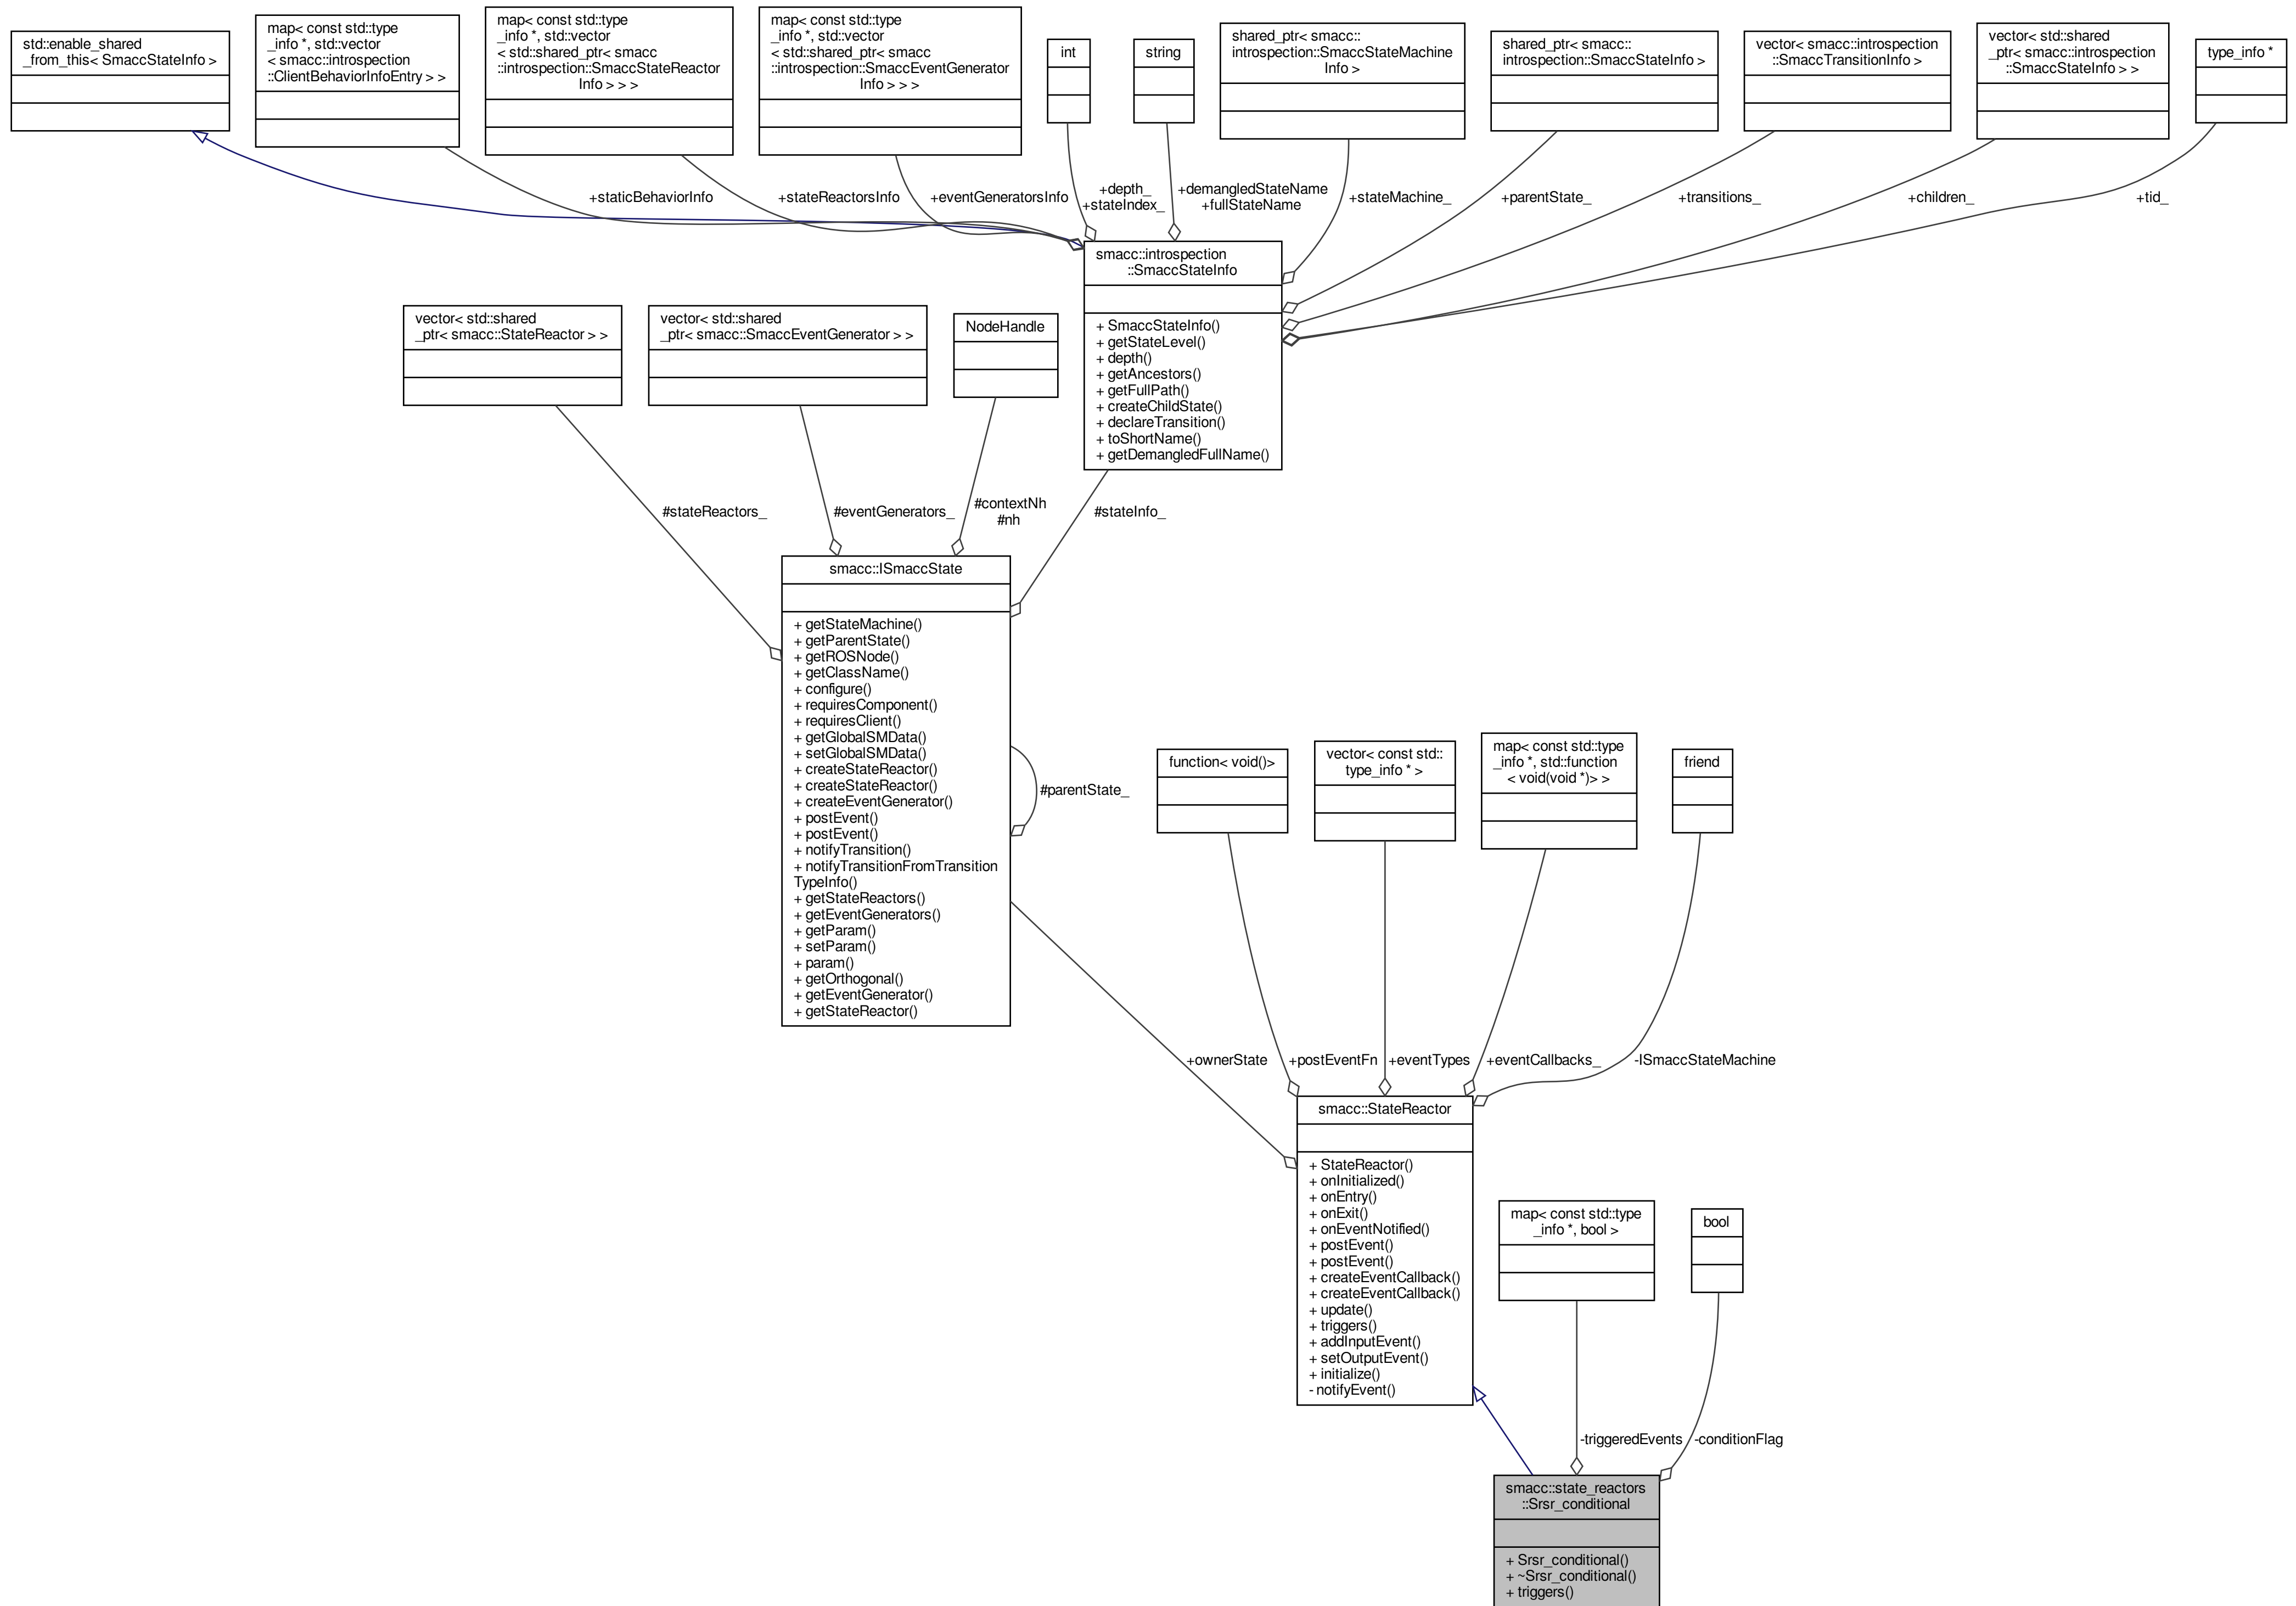 std::enable_shared
_from_this< SmaccStateInfo >
map< const std::type
_info *, std::vector
< smacc::introspection
::ClientBehaviorInfoEntry > >
map< const std::type
_info *, std::vector
< std::shared_ptr< smacc
::introspection::SmaccStateReactor
Info > > >
map< const std::type
_info *, std::vector
< std::shared_ptr< smacc
::introspection::SmaccEventGenerator
Info > > >
int
string
shared_ptr< smacc::
introspection::SmaccStateMachine
Info >
shared_ptr< smacc::
introspection::SmaccStateInfo >
vector< smacc::introspection
::SmaccTransitionInfo >
vector< std::shared
_ptr< smacc::introspection
::SmaccStateInfo > >
type_info *
+staticBehaviorInfo
+stateReactorsInfo
+eventGeneratorsInfo
+depth_
+stateIndex_
+demangledStateName
+fullStateName
+stateMachine_
+parentState_
+transitions_
+children_
+tid_
smacc::introspection
::SmaccStateInfo
+ SmaccStateInfo()
+ getStateLevel()
+ depth()
+ getAncestors()
+ getFullPath()
+ createChildState()
+ declareTransition()
+ toShortName()
+ getDemangledFullName()
vector< std::shared
_ptr< smacc::StateReactor > >
vector< std::shared
_ptr< smacc::SmaccEventGenerator > >
NodeHandle
#stateReactors_
#eventGenerators_
#contextNh
#nh
#stateInfo_
smacc::ISmaccState
+ getStateMachine()
+ getParentState()
+ getROSNode()
+ getClassName()
+ configure()
+ requiresComponent()
+ requiresClient()
+ getGlobalSMData()
+ setGlobalSMData()
+ createStateReactor()
+ createStateReactor()
+ createEventGenerator()
+ postEvent()
+ postEvent()
+ notifyTransition()
+ notifyTransitionFromTransition
TypeInfo()
+ getStateReactors()
+ getEventGenerators()
+ getParam()
+ setParam()
+ param()
+ getOrthogonal()
+ getEventGenerator()
+ getStateReactor()
#parentState_
function< void()>
vector< const std::
type_info * >
map< const std::type
_info *, std::function
< void(void *)> >
friend
+ownerState
+postEventFn
+eventTypes
+eventCallbacks_
-ISmaccStateMachine
smacc::StateReactor
+ StateReactor()
+ onInitialized()
+ onEntry()
+ onExit()
+ onEventNotified()
+ postEvent()
+ postEvent()
+ createEventCallback()
+ createEventCallback()
+ update()
+ triggers()
+ addInputEvent()
+ setOutputEvent()
+ initialize()
- notifyEvent()
map< const std::type
_info *, bool >
bool
-triggeredEvents
-conditionFlag
smacc::state_reactors
::Srsr_conditional
+ Srsr_conditional()
+ ~Srsr_conditional()
+ triggers()